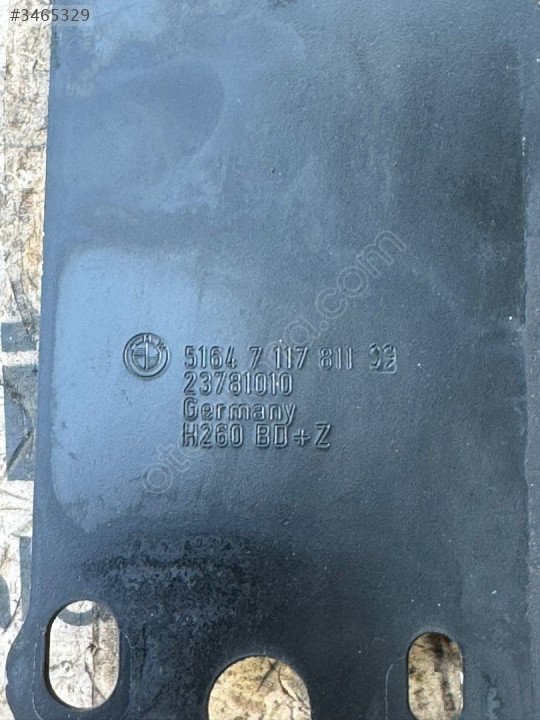 #3465329
5164 7 117 811
23781010
Germany
H260 BD+Z